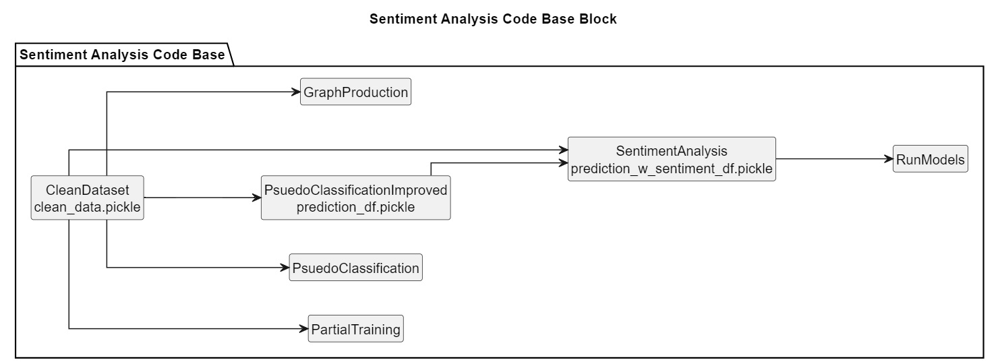 Sentiment Analysis Code Base Block
Sentiment Analysis Code Base
GraphProduction
SentimentAnalysis
prediction_w_sentiment_df.pickle
RunModels
CleanDataset
clean_data.pickle
PsuedoClassificationImproved
prediction_df.pickle
PsuedoClassification
PartialTraining